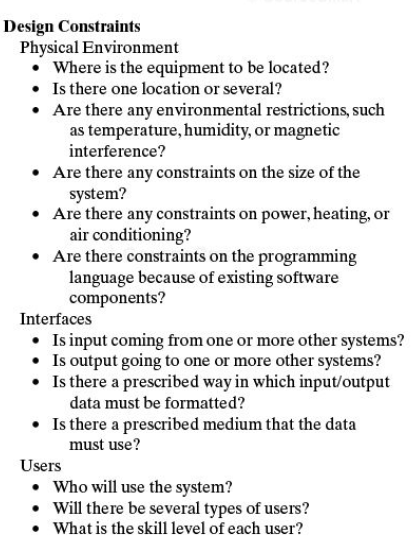 Design Constraints
Physical Environment
• Where is the equipment to be located?
• Is there one location or several?
• Are there any environmental restrictions, such
as temperature, humidity, or magnetic
interference?
• Are there any constraints on the size of the
system?
• Are there any constraints on power, heating, or
air conditioning?
• Are there constraints on the programming
language because of existing software
components?
Interfaces
• Is input coming from one or more other systems?
• Is output going to one or more other systems?
• Is there a prescribed way in which input/output
data must be formatted?
• Is there a prescribed medium that the data
must use?
Users
• Who will use the system?
• Will there be several types of users?
• What is the skill level of each user?